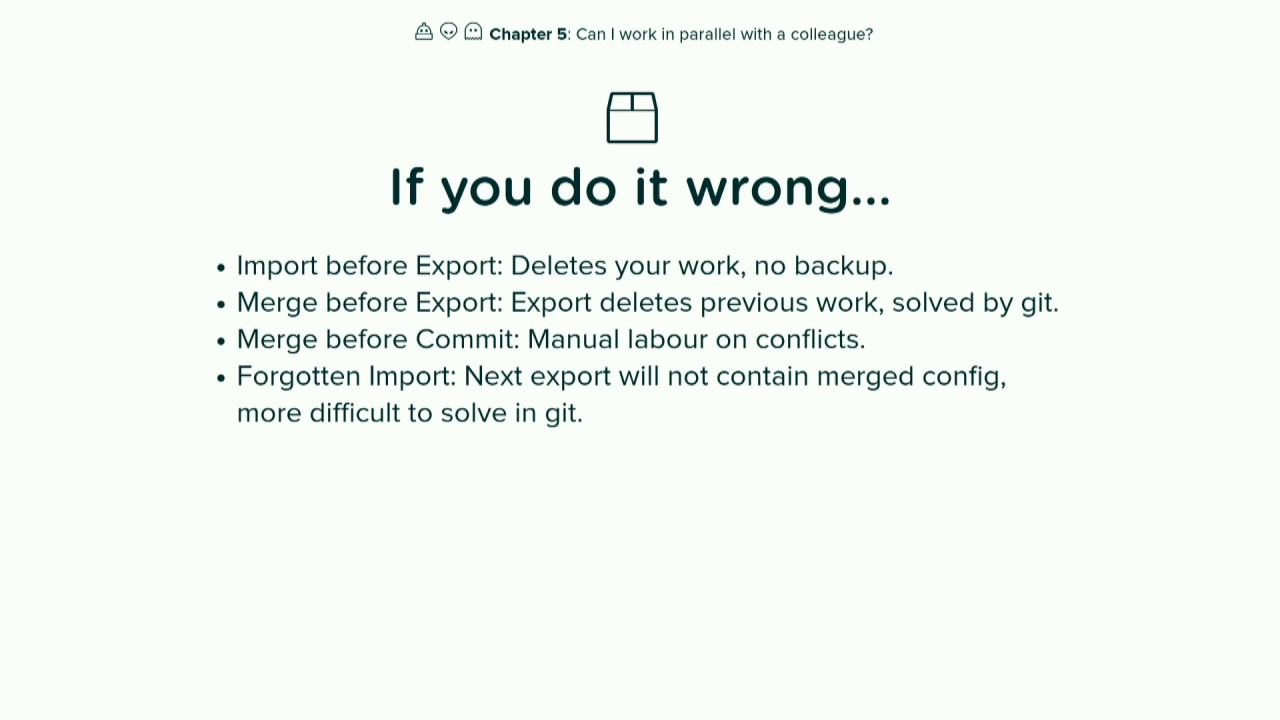 Chapter 5: Can I work in parallel with a colleague?
If you do it wrong...
• Import before Export: Deletes your work, no backup.
• Merge before Export: Export deletes previous work, solved by git.
• Merge before Commit: Manual labour on conflicts.
• Forgotten Import: Next export will not contain merged config,
more difficult to solve in git.